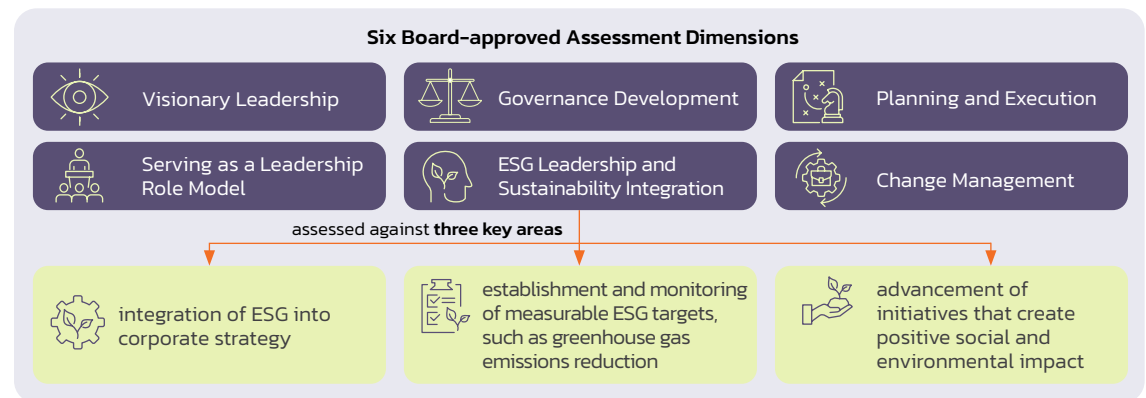 Six Board-approved Assessment Dimensions
Visionary Leadership
Governance Development
Planning and Execution
Serving as a Leadership
Role Model
ESG Leadership and
Sustainability Integration
Change Management
assessed against three key areas
integration of ESG into
corporate strategy
establishment and monitoring
of measurable ESG targets,
such as greenhouse gas
emissions reduction
advancement of
initiatives that create
positive social and
environmental impact